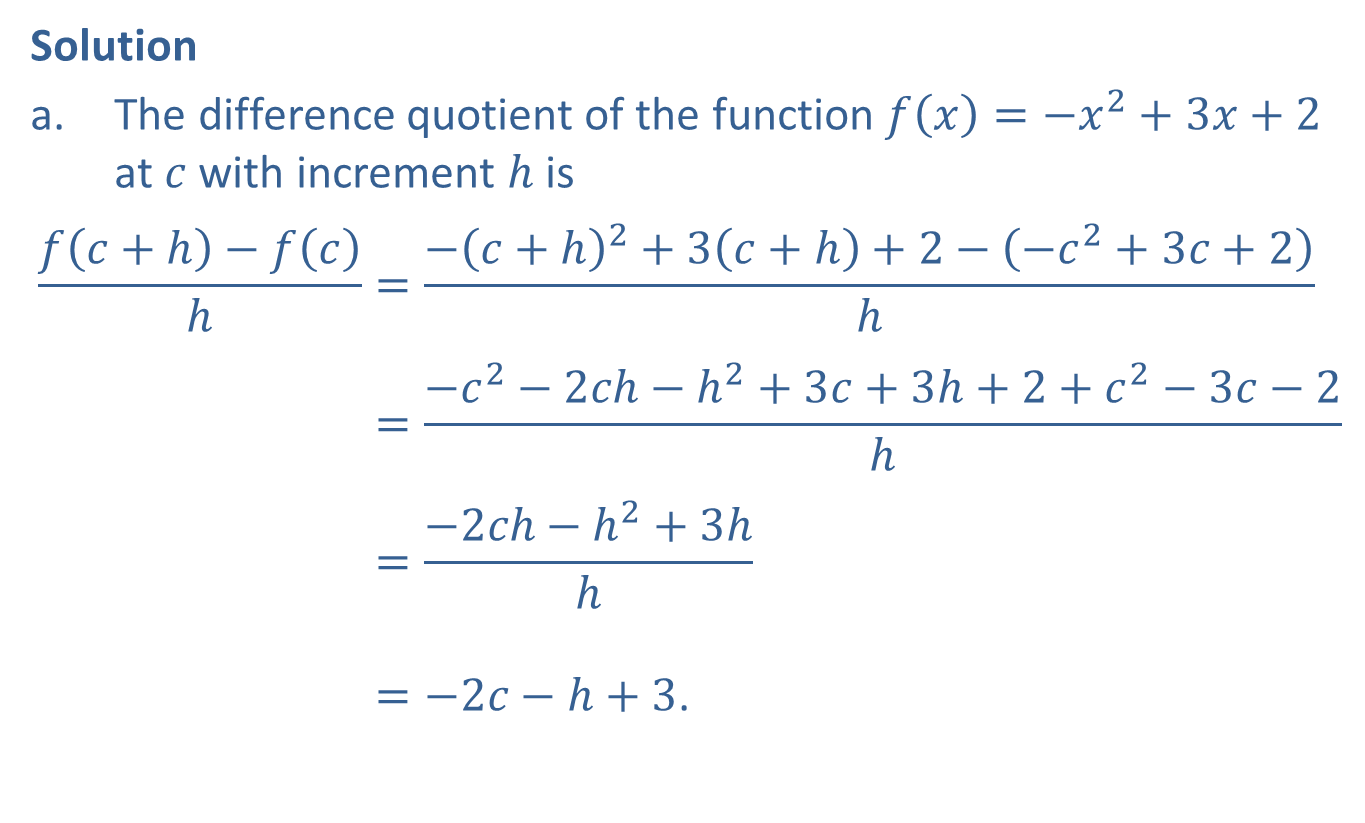 Solution
a. The difference quotient of the function f(x) = −x² + 3x + 2
at c with increment h is
(f(c + h) − f(c))/h = (−(c + h)² + 3(c + h) + 2 − (−c² + 3c + 2))/h
= (−c² − 2ch − h² + 3c + 3h + 2 + c² − 3c − 2)/h
= (−2ch − h² + 3h)/h
= −2c − h + 3.